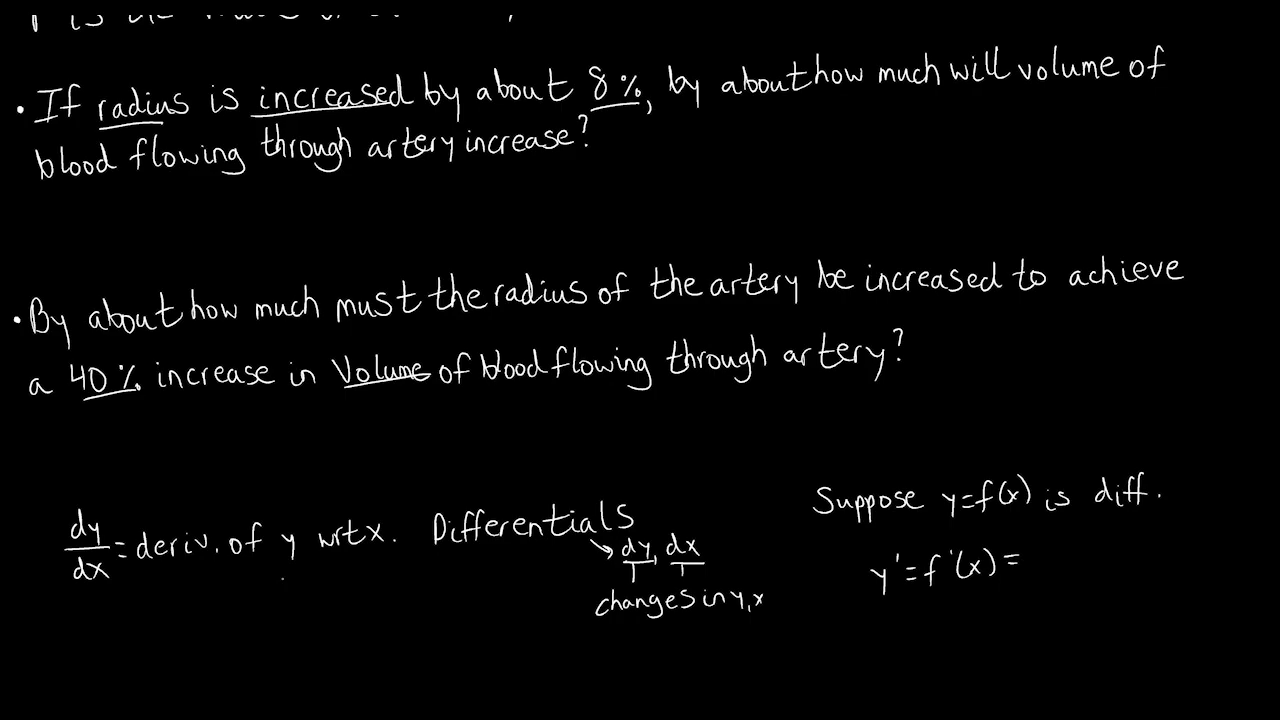 • If radius is increased by about 8%, by about how much will volume of
blood flowing through artery increase?
• By about how much must the radius of the artery be increased to achieve
a 40% increase in volume of blood flowing through artery?
dy/dx = deriv. of y wrt x. Differentials
dy, dx
changes in y, x
Suppose y=f(x) is diff.
y'=f'(x)=